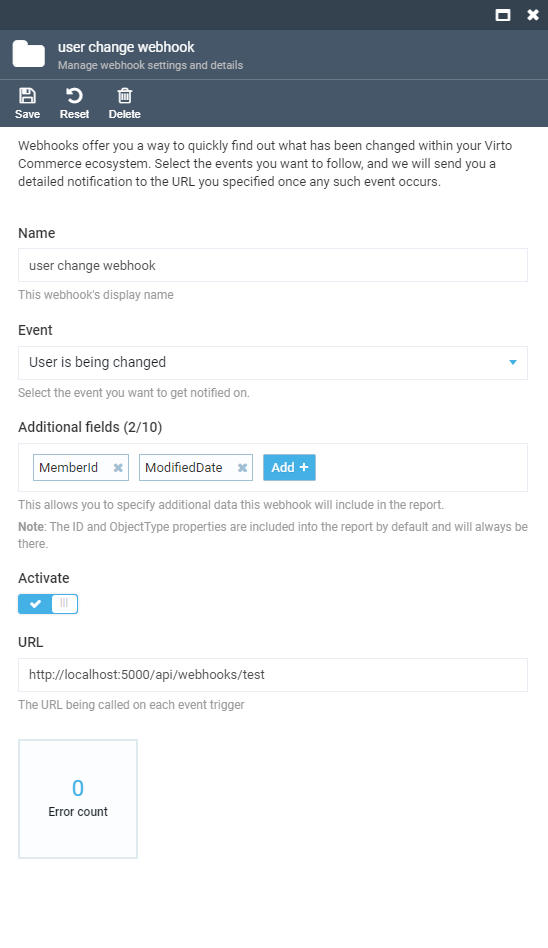 user change webhook
Manage webhook settings and details
Save Reset Delete
Webhooks offer you a way to quickly find out what has been changed within your Virto
Commerce ecosystem. Select the events you want to follow, and we will send you a
detailed notification to the URL you specified once any such event occurs.
Name
user change webhook
This webhook's display name
Event
User is being changed
Select the event you want to get notified on.
Additional fields (2/10)
MemberId ModifiedDate Add +
This allows you to specify additional data this webhook will include in the report.
Note: The ID and ObjectType properties are included into the report by default and will always be
there.
Activate
URL
http://localhost:5000/api/webhooks/test
The URL being called on each event trigger
0
Error count